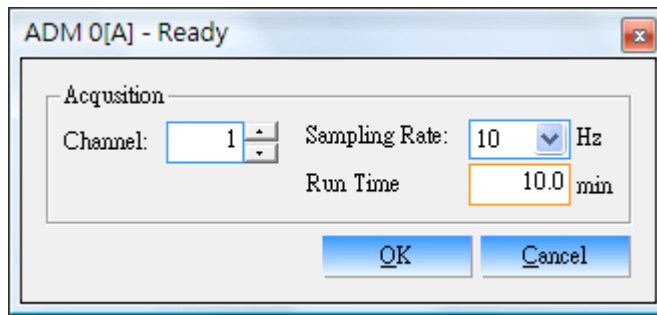 ADM 0[A] - Ready
Acqusition
Channel: 1 Sampling Rate: 10 Hz
Run Time 10.0 min
OK Cancel